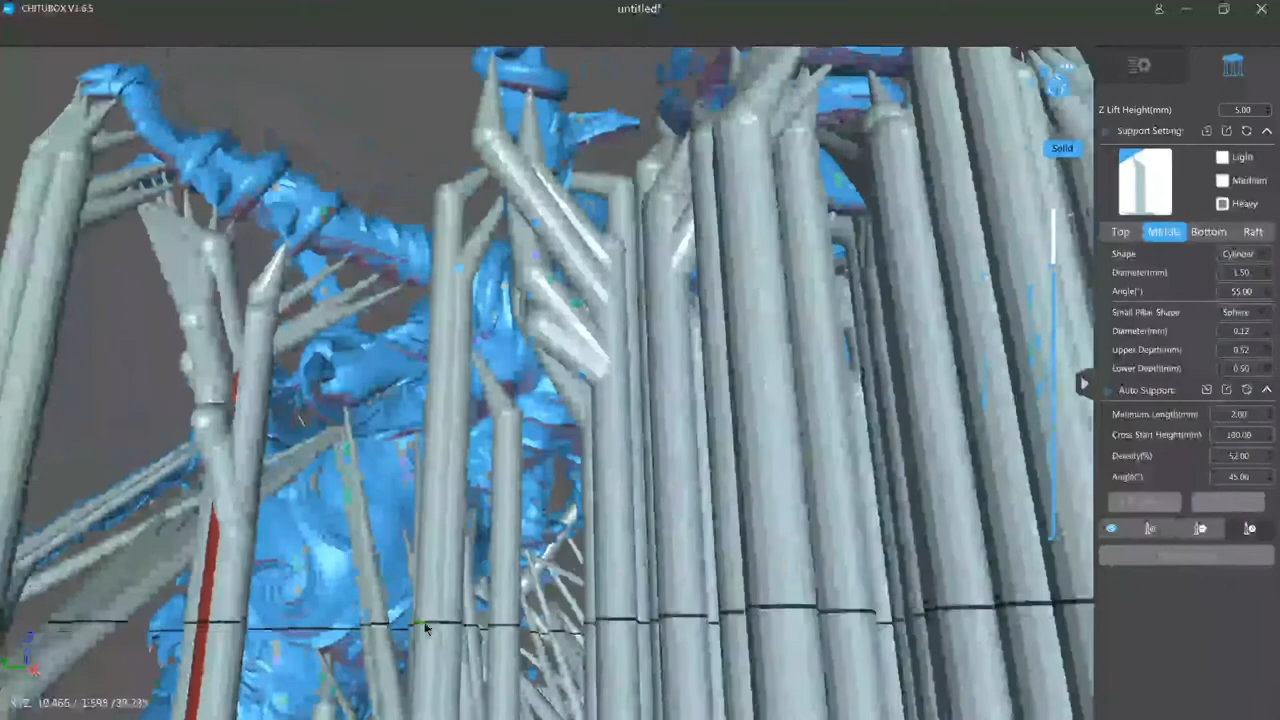 CHITUBOX V1.6.5
untitled*
Z Lift Height(mm) 5.00
Support Setting:
Solid
Light
Medium
Heavy
Top Middle Bottom Raft
Shape Cylinder
Diameter(mm) 1.50
Angle(°) 55.00
Small Pillar Shape Sphere
Diameter(mm) 0.12
Upper Depth(mm) 0.52
Lower Depth(mm) 0.50
Auto Support:
Minimum Length(mm) 2.00
Cross Start Height(mm) 100.00
Density(%) 52.00
Angle(°) 45.00